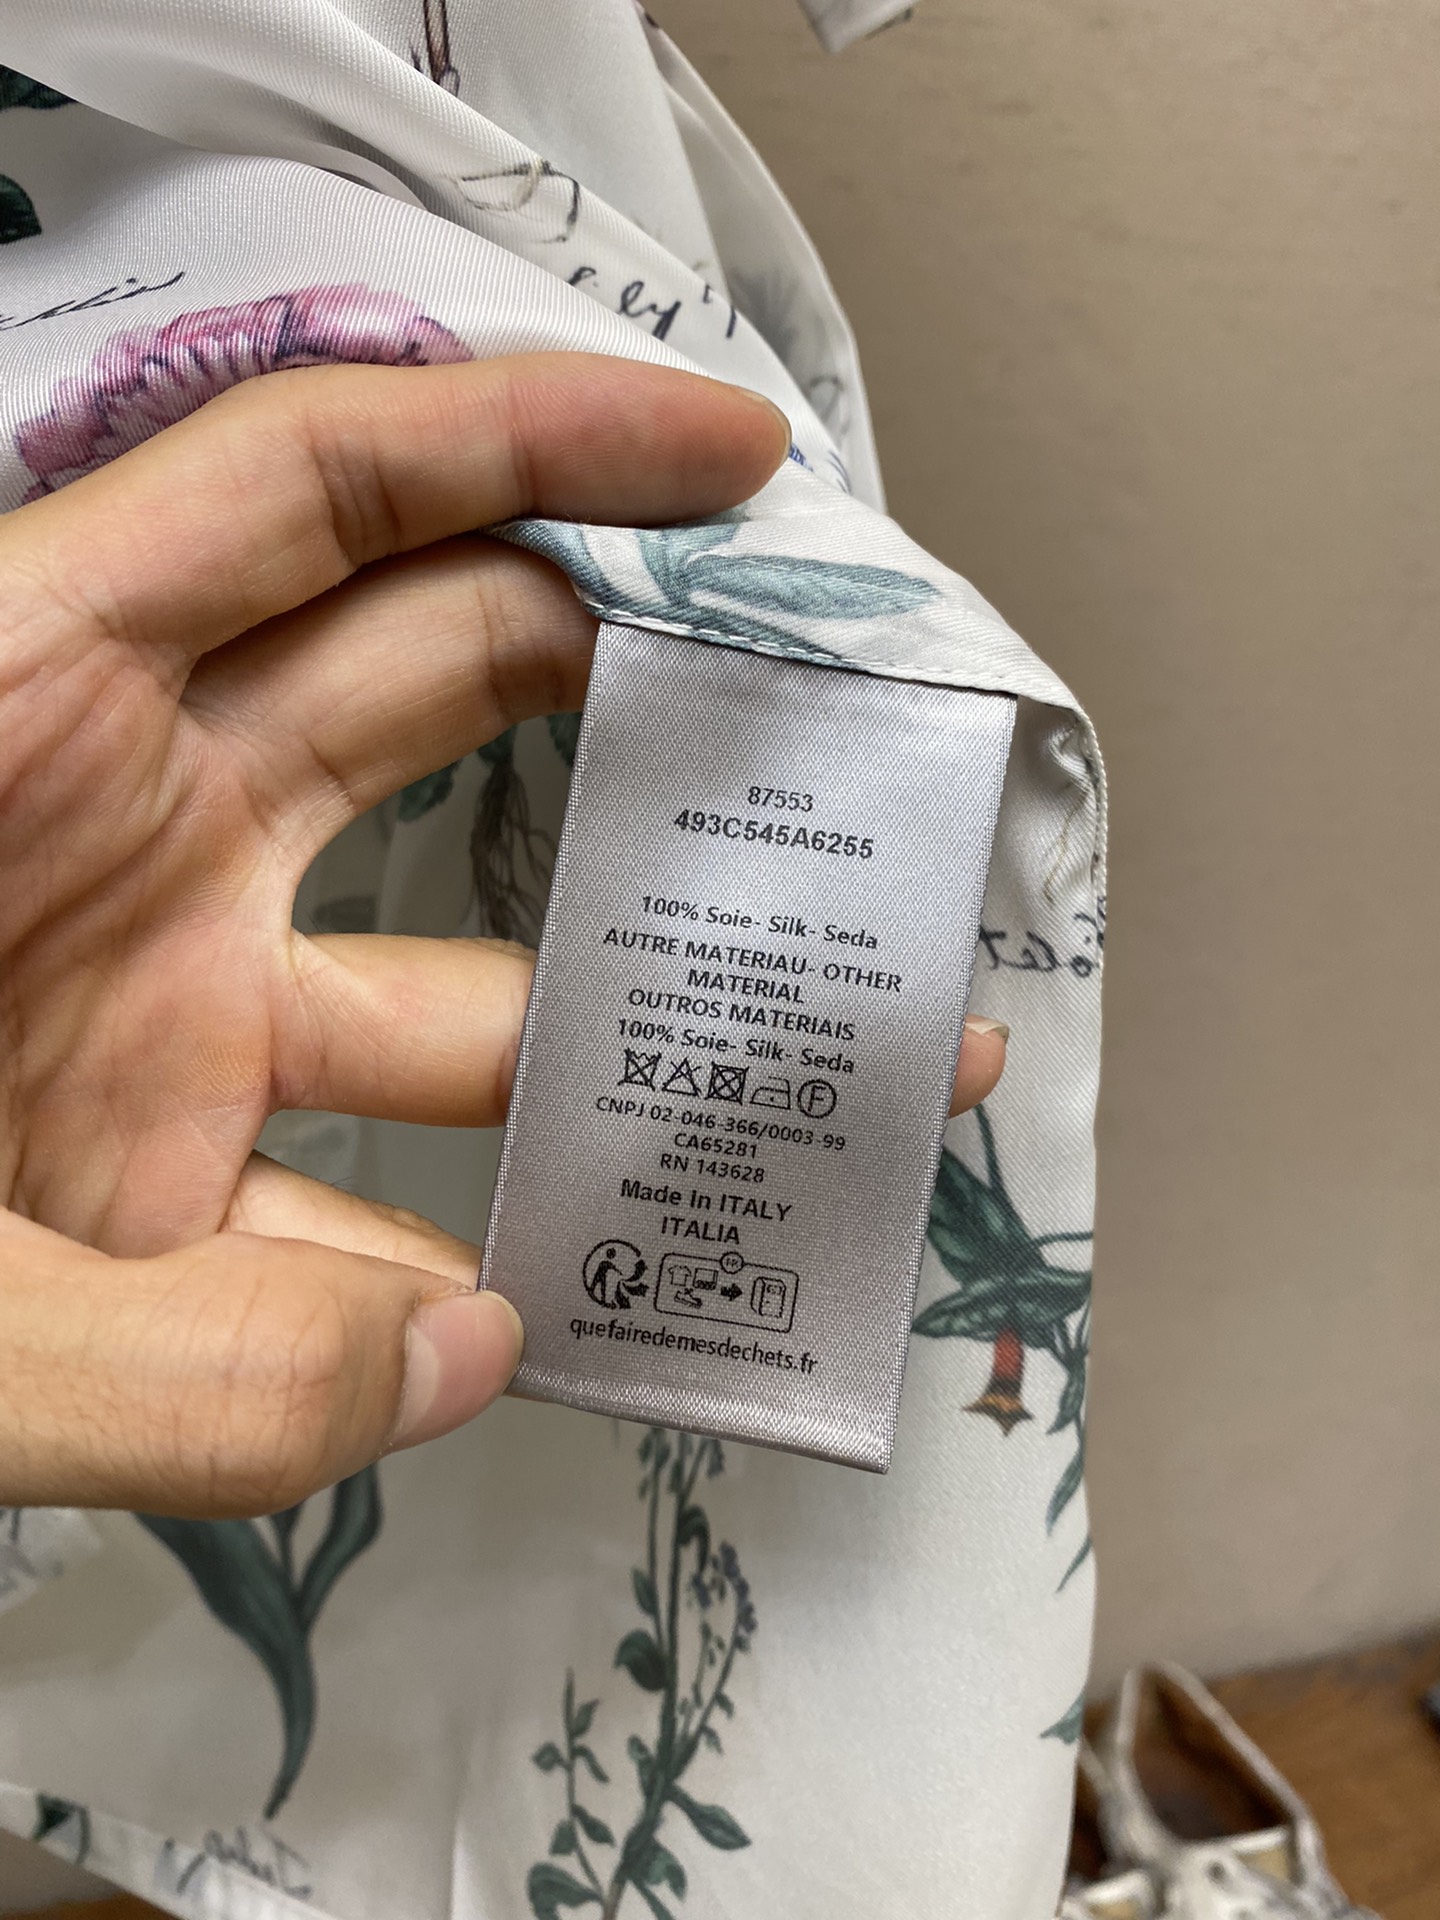 87553
493C545A6255
100% Soie- Silk- Seda
AUTRE MATERIAU- OTHER
MATERIAL
OUTROS MATERIAIS
100% Soie- Silk- Seda
F
CNPJ 02-046-366/0003-99
CA65281
RN 143628
Made In ITALY
ITALIA
FR
quefairedemesdechets.fr